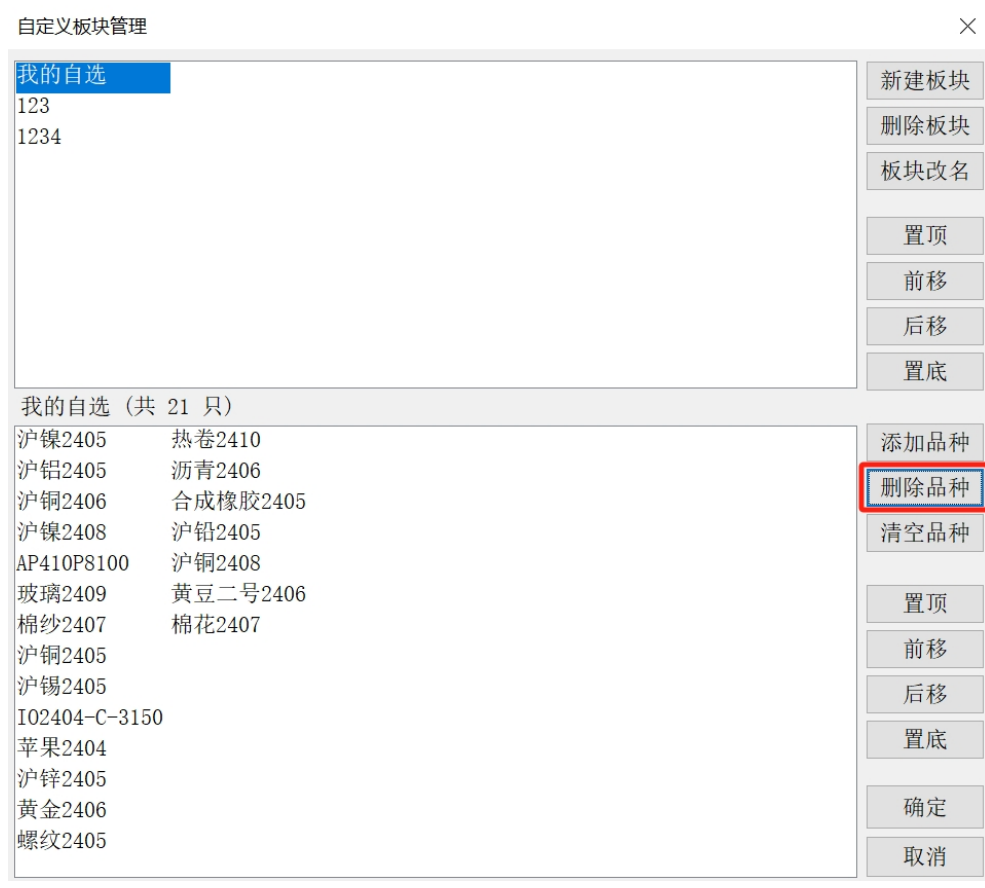 自定义板块管理
我的自选
123
1234
新建板块
删除板块
板块改名
置顶
前移
后移
置底
我的自选 (共 21 只)
沪镍2405
沪铝2405
沪铜2406
沪镍2408
AP410P8100
玻璃2409
棉纱2407
沪铜2405
沪锡2405
IO2404-C-3150
苹果2404
沪锌2405
黄金2406
螺纹2405
热卷2410
沥青2406
合成橡胶2405
沪铅2405
沪铜2408
黄豆二号2406
棉花2407
添加品种
删除品种
清空品种
置顶
前移
后移
置底
确定
取消